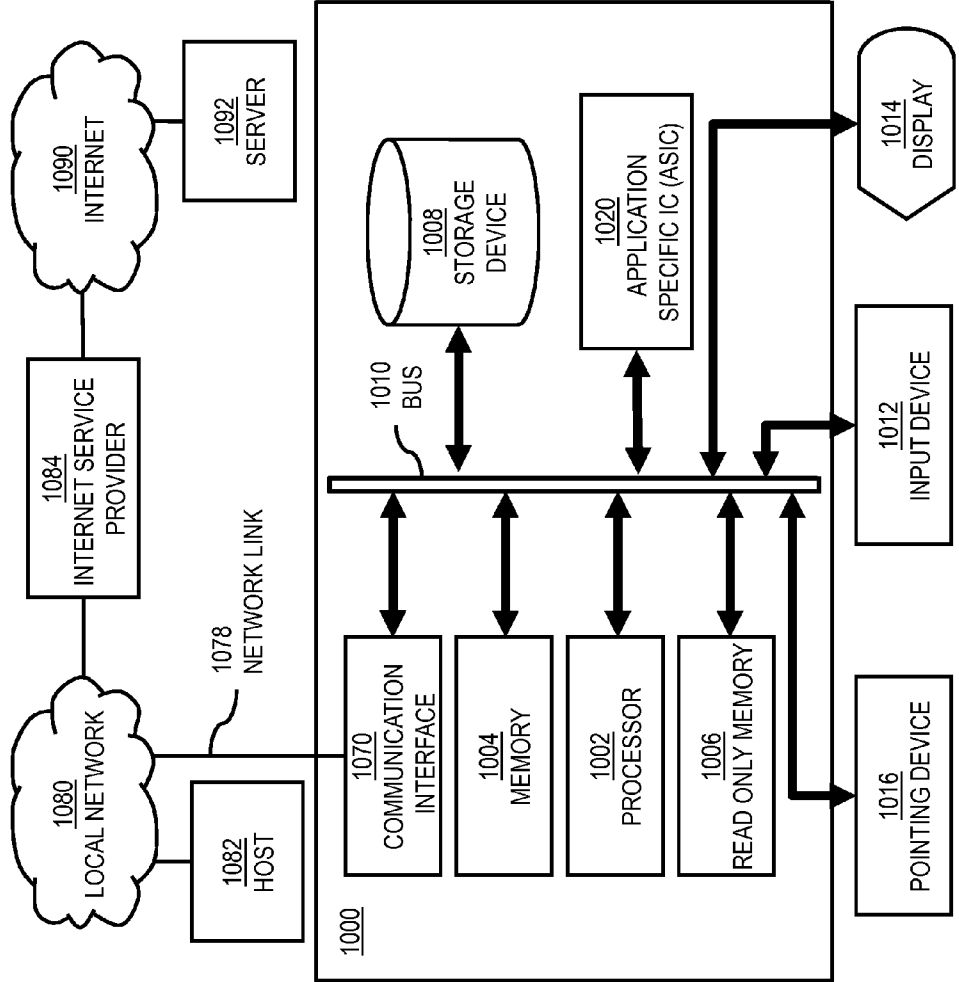 1080
LOCAL NETWORK
1082
HOST
1078
NETWORK LINK
1084
INTERNET SERVICE
PROVIDER
1090
INTERNET
1092
SERVER
1000
1070
COMMUNICATION
INTERFACE
1004
MEMORY
1002
PROCESSOR
1006
READ ONLY MEMORY
1010
BUS
1008
STORAGE
DEVICE
1020
APPLICATION
SPECIFIC IC (ASIC)
1016
POINTING DEVICE
1012
INPUT DEVICE
1014
DISPLAY